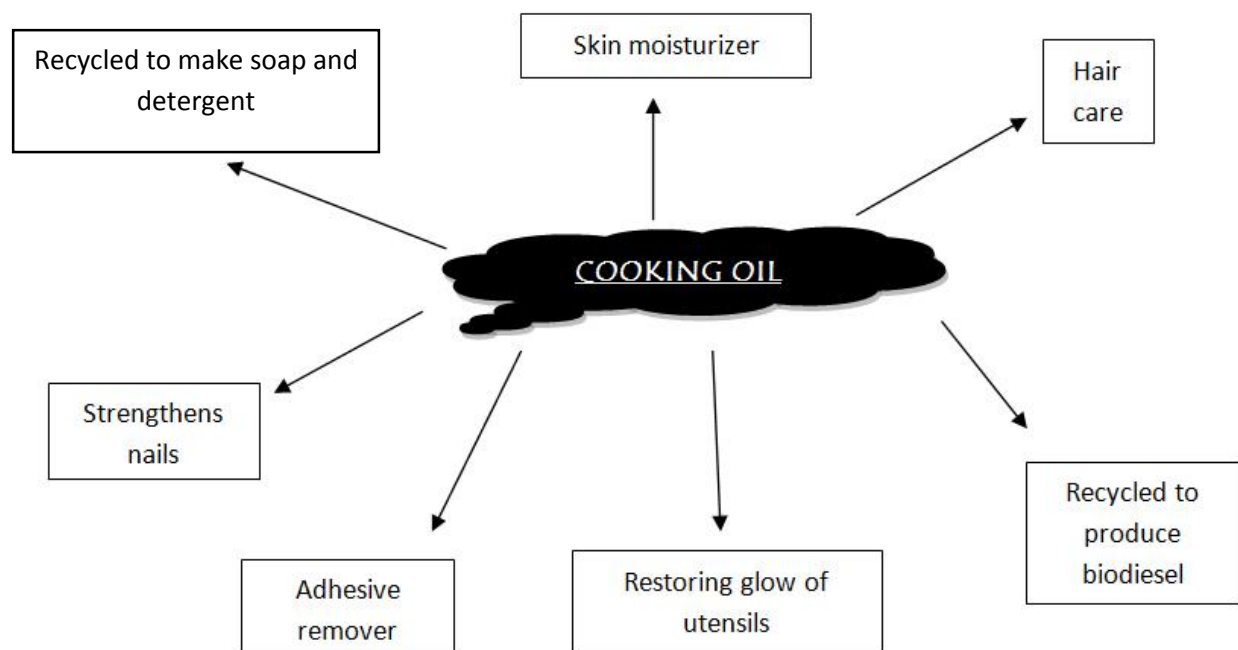 Recycled to make soap and
detergent
Skin moisturizer
Hair
care
COOKING OIL
Strengthens
nails
Adhesive
remover
Restoring glow of
utensils
Recycled to
produce
biodiesel